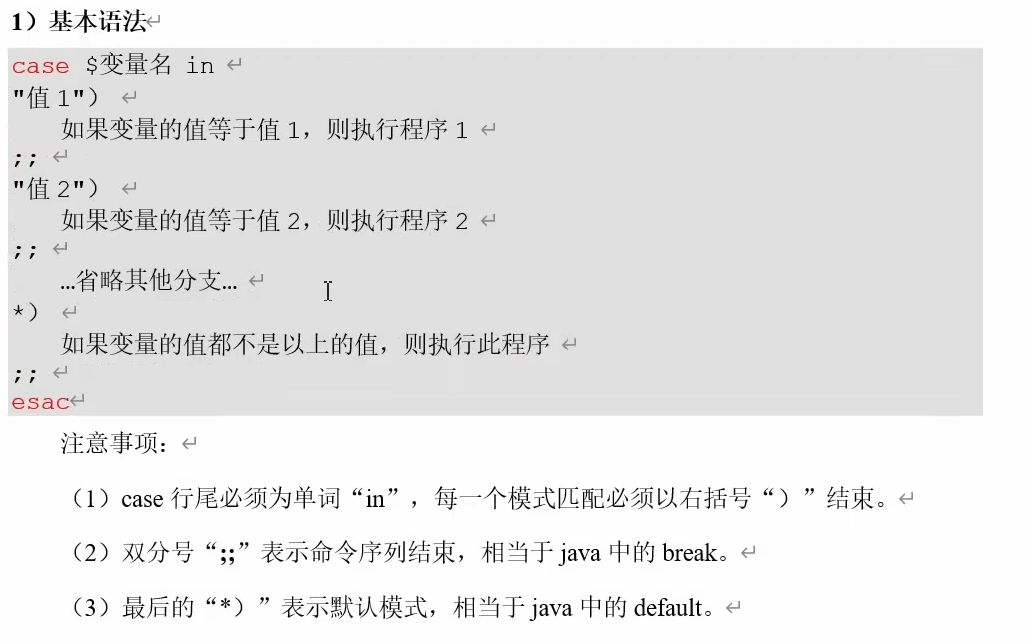 1）基本语法
case $变量名 in
"值 1"）
如果变量的值等于值 1，则执行程序 1
;;
"值 2"）
如果变量的值等于值 2，则执行程序 2
;;
…省略其他分支…
*）
如果变量的值都不是以上的值，则执行此程序
;;
esac
注意事项：
（1）case 行尾必须为单词“in”，每一个模式匹配必须以右括号“）”结束。
（2）双分号“;;”表示命令序列结束，相当于 java 中的 break。
（3）最后的“*）”表示默认模式，相当于 java 中的 default。